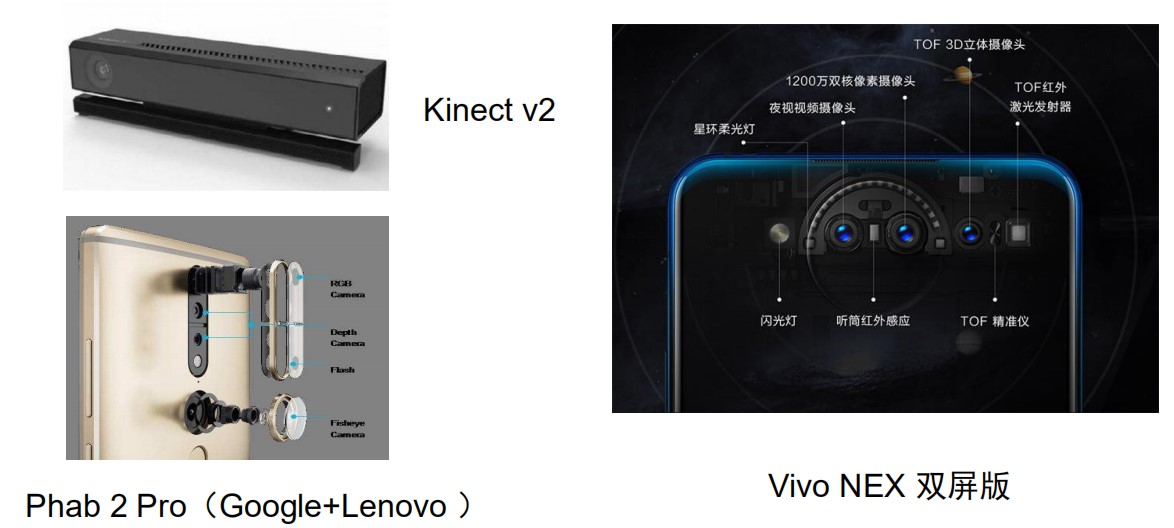 Kinect v2
RGB
Camera
Depth
Camera
Flash
Fisheye
Camera
Phab 2 Pro（Google+Lenovo ）
TOF 3D立体摄像头
1200万双核像素摄像头
TOF红外
激光发射器
夜视视频摄像头
星环柔光灯
闪光灯
听筒红外感应
TOF 精准仪
Vivo NEX 双屏版